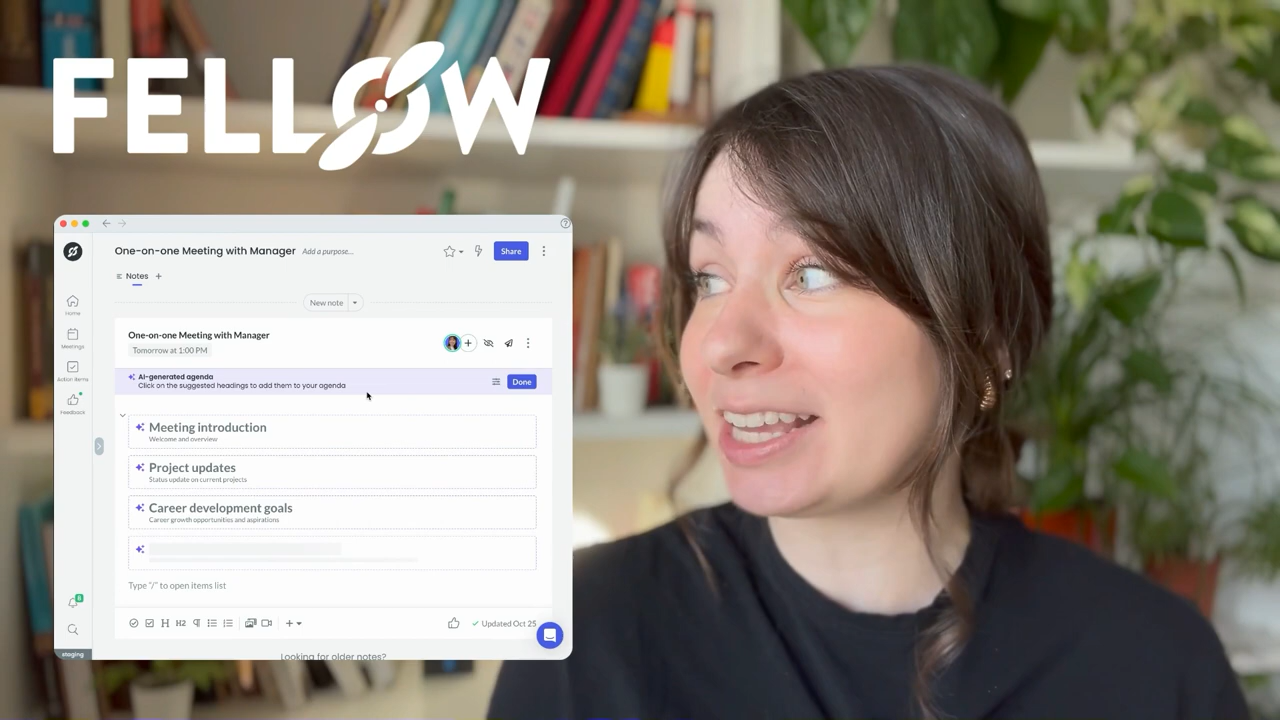 FELLOW
One-on-one Meeting with Manager Add a purpose...
Share
Notes +
New note
One-on-one Meeting with Manager
Tomorrow at 1:00 PM
AI-generated agenda
Click on the suggested headings to add them to your agenda
Done
Home
Meetings
Action items
Feedback
Meeting introduction
Welcome and overview
Project updates
Status update on current projects
Career development goals
Career growth opportunities and aspirations
Type "/" to open items list
H H2
Updated Oct 25
8
staging
Looking for older notes?